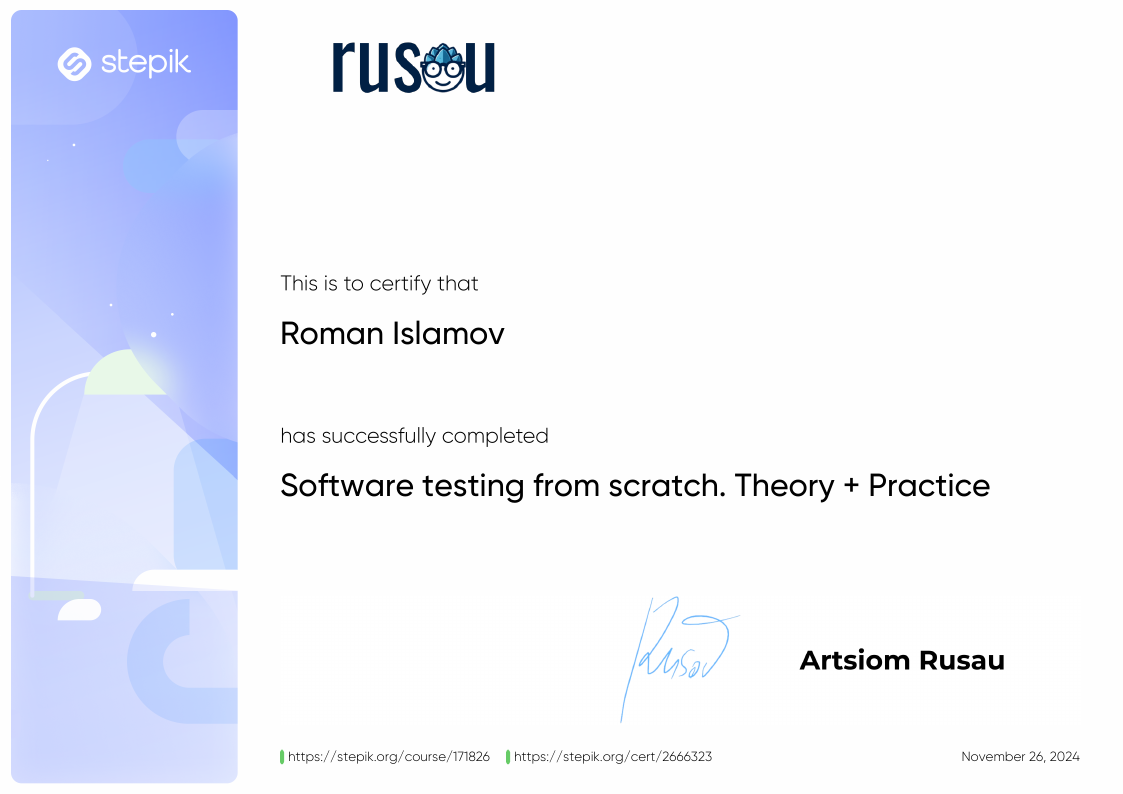 stepik
rusau
This is to certify that
Roman Islamov
has successfully completed
Software testing from scratch. Theory + Practice
Rusau
Artsiom Rusau
https://stepik.org/course/171826 https://stepik.org/cert/2666323 November 26, 2024